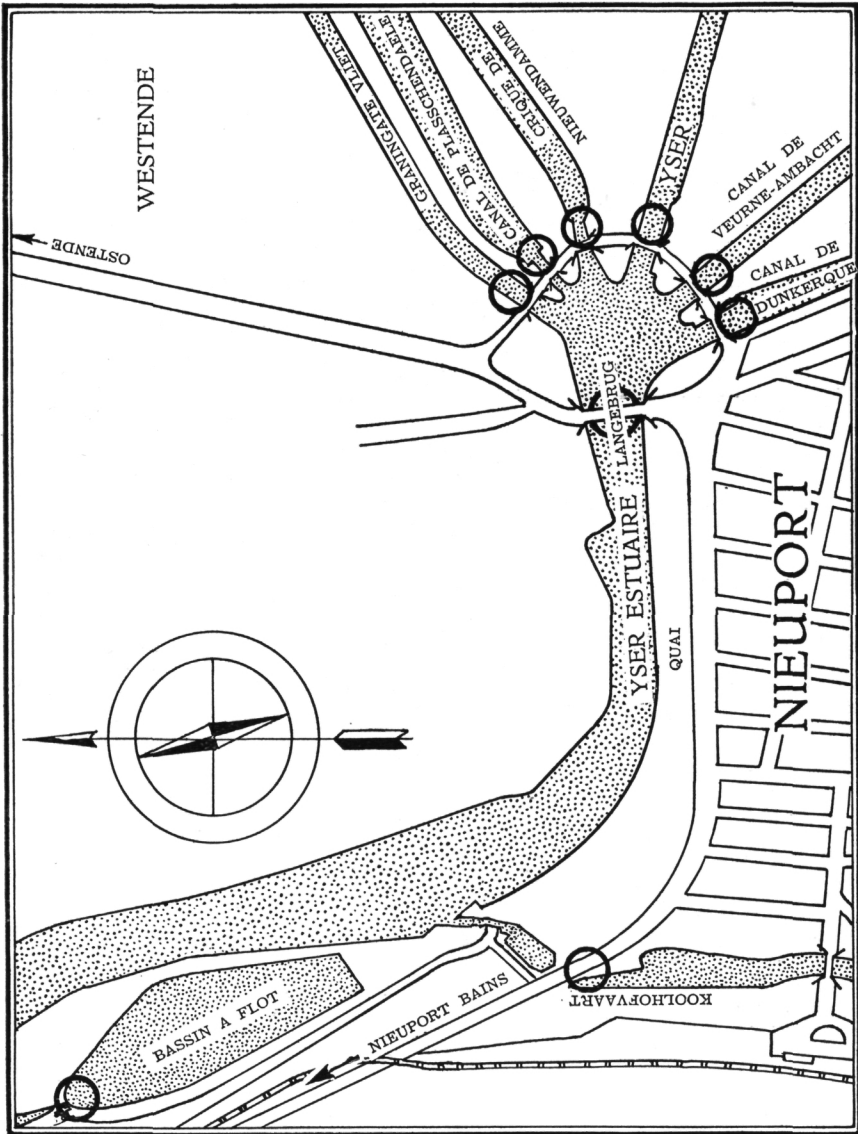 WESTENDE
OSTENDE
GRANINGATE VLIET
CANAL DE PLASSCHENDAELE
CRIQUE DE
NIEUWENDAMME
YSER
CANAL DE
VEURNE-AMBACHT
CANAL DE
DUNKERQUE
LANGEBRUG
YSER ESTUAIRE
QUAI
NIEUPORT
KOOLHOFVAART
NIEUPORT BAINS
BASSIN A FLOT